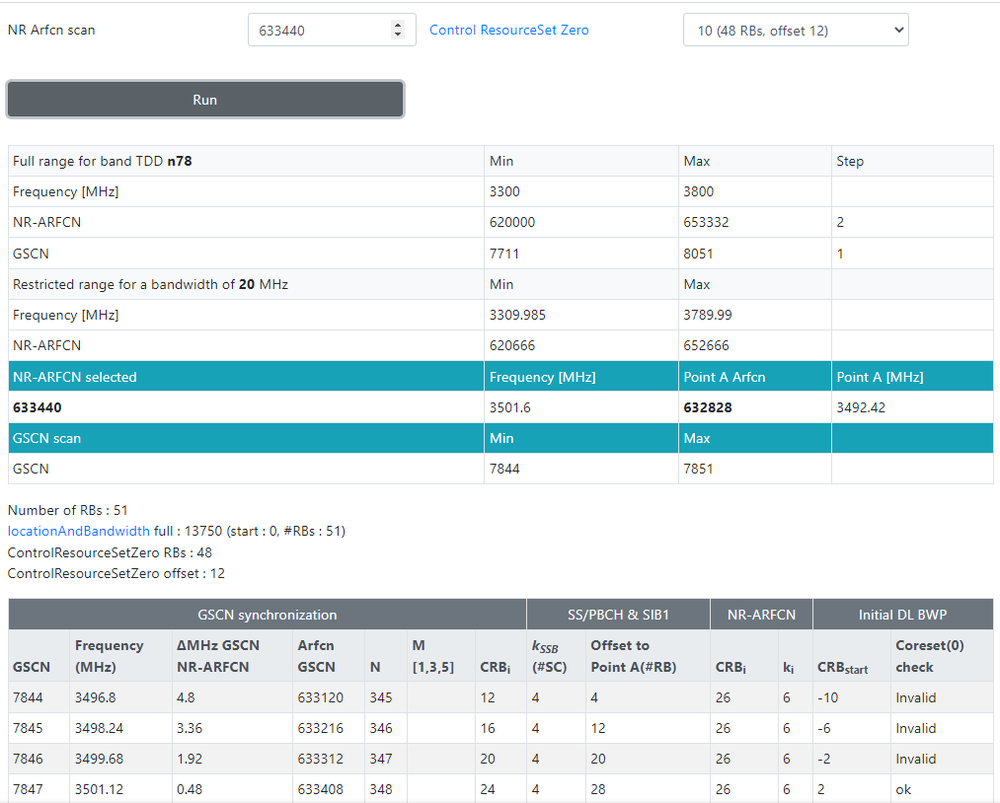 NR Arfcn scan 633440 Control ResourceSet Zero 10 (48 RBs, offset 12)
Run
Full range for band TDD n78 Min Max Step
Frequency [MHz] 3300 3800
NR-ARFCN 620000 653332 2
GSCN 7711 8051 1
Restricted range for a bandwidth of 20 MHz Min Max
Frequency [MHz] 3309.985 3789.99
NR-ARFCN 620666 652666
NR-ARFCN selected Frequency [MHz] Point A Arfcn Point A [MHz]
633440 3501.6 632828 3492.42
GSCN scan Min Max
GSCN 7844 7851
Number of RBs : 51
locationAndBandwidth full : 13750 (start : 0, #RBs : 51)
ControlResourceSetZero RBs : 48
ControlResourceSetZero offset : 12
GSCN synchronization SS/PBCH & SIB1 NR-ARFCN Initial DL BWP
Frequency ΔMHz GSCN Arfcn M kSSB Offset to Coreset(0)
GSCN (MHz) NR-ARFCN GSCN N [1,3,5] CRBi (#SC) Point A(#RB) CRBi ki CRBstart check
7844 3496.8 4.8 633120 345 12 4 4 26 6 -10 Invalid
7845 3498.24 3.36 633216 346 16 4 12 26 6 -6 Invalid
7846 3499.68 1.92 633312 347 20 4 20 26 6 -2 Invalid
7847 3501.12 0.48 633408 348 24 4 28 26 6 2 ok